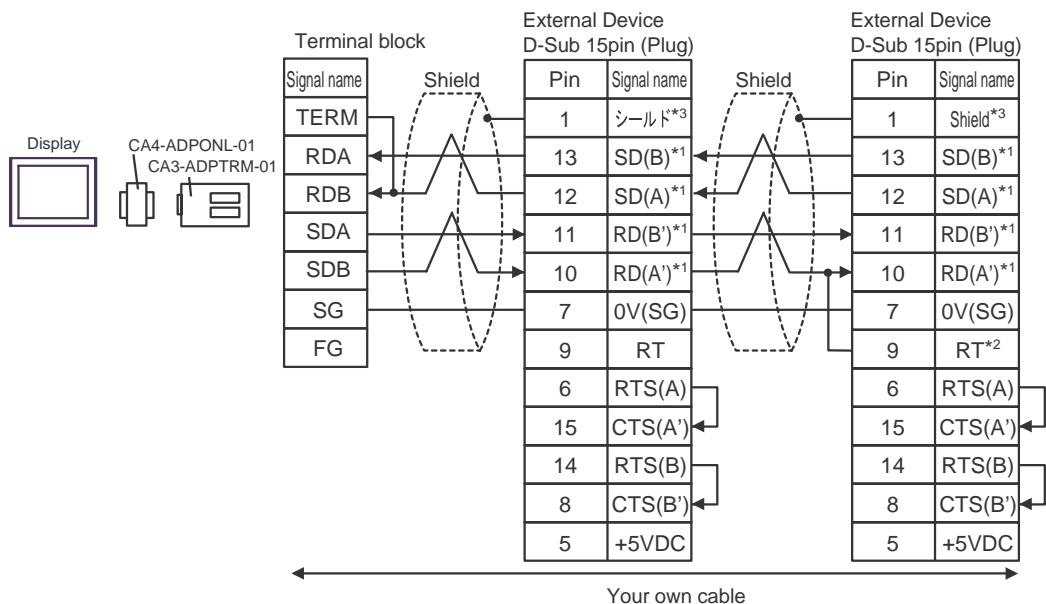 Display
CA4-ADPONL-01
CA3-ADPTRM-01
Terminal block
Signal name
TERM
RDA
RDB
SDA
SDB
SG
FG
Shield
External Device
D-Sub 15pin (Plug)
Pin Signal name
1 シールド*3
13 SD(B)*1
12 SD(A)*1
11 RD(B')*1
10 RD(A')*1
7 0V(SG)
9 RT
6 RTS(A)
15 CTS(A')
14 RTS(B)
8 CTS(B')
5 +5VDC
Shield
External Device
D-Sub 15pin (Plug)
Pin Signal name
1 Shield*3
13 SD(B)*1
12 SD(A)*1
11 RD(B')*1
10 RD(A')*1
7 0V(SG)
9 RT*2
6 RTS(A)
15 CTS(A')
14 RTS(B)
8 CTS(B')
5 +5VDC
Your own cable